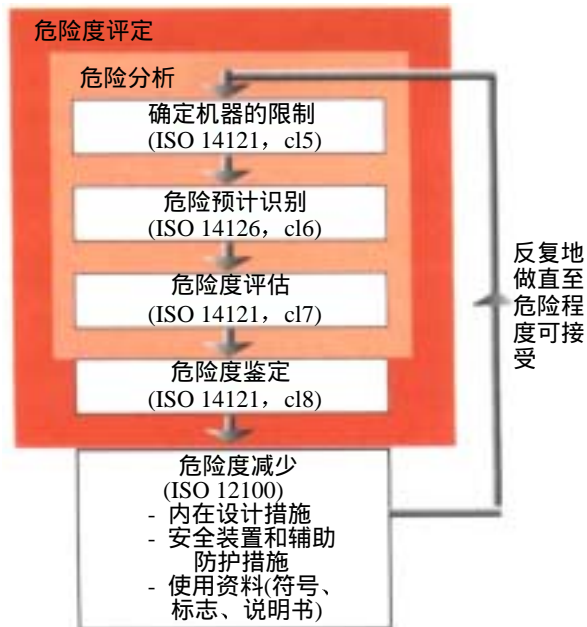 危险度评定
危险分析
确定机器的限制
(ISO 14121，cl5)
危险预计识别
(ISO 14126，cl6)
危险度评估
(ISO 14121，cl7)
危险度鉴定
(ISO 14121，cl8)
危险度减少
(ISO 12100)
- 内在设计措施
- 安全装置和辅助
防护措施
- 使用资料(符号、
标志、说明书)
反复地
做直至
危险程
度可接
受